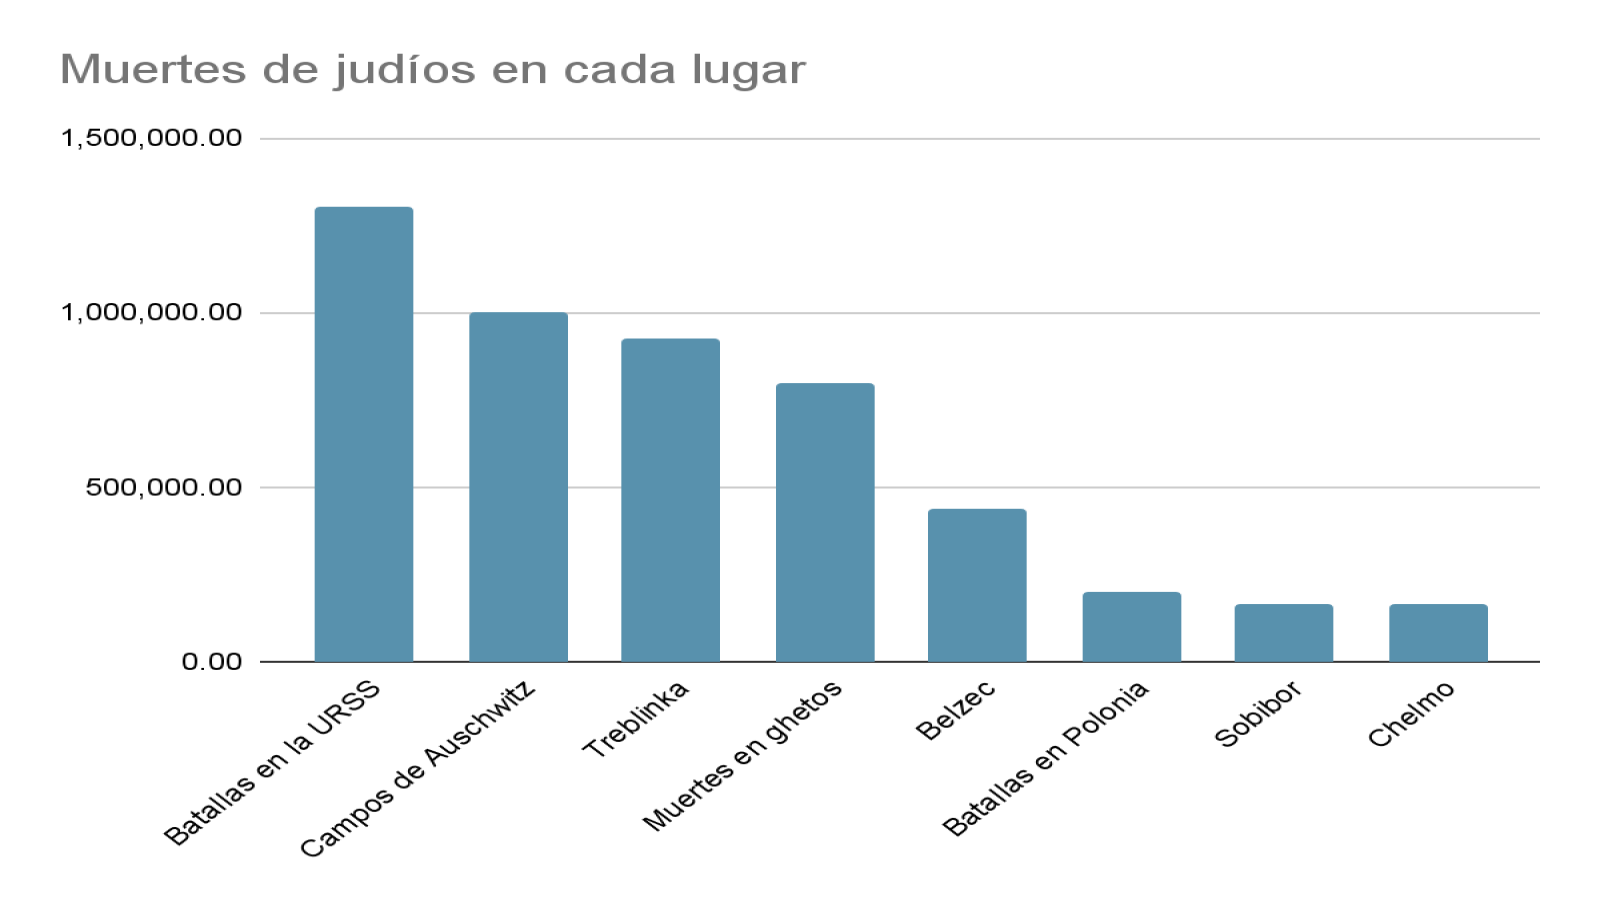 Muertes de judíos en cada lugar
1,500,000.00
1,000,000.00
500,000.00
0.00
Batallas en la URSS
Campos de Auschwitz
Treblinka
Muertes en ghetos
Belzec
Batallas en Polonia
Sobibor
Chelmo